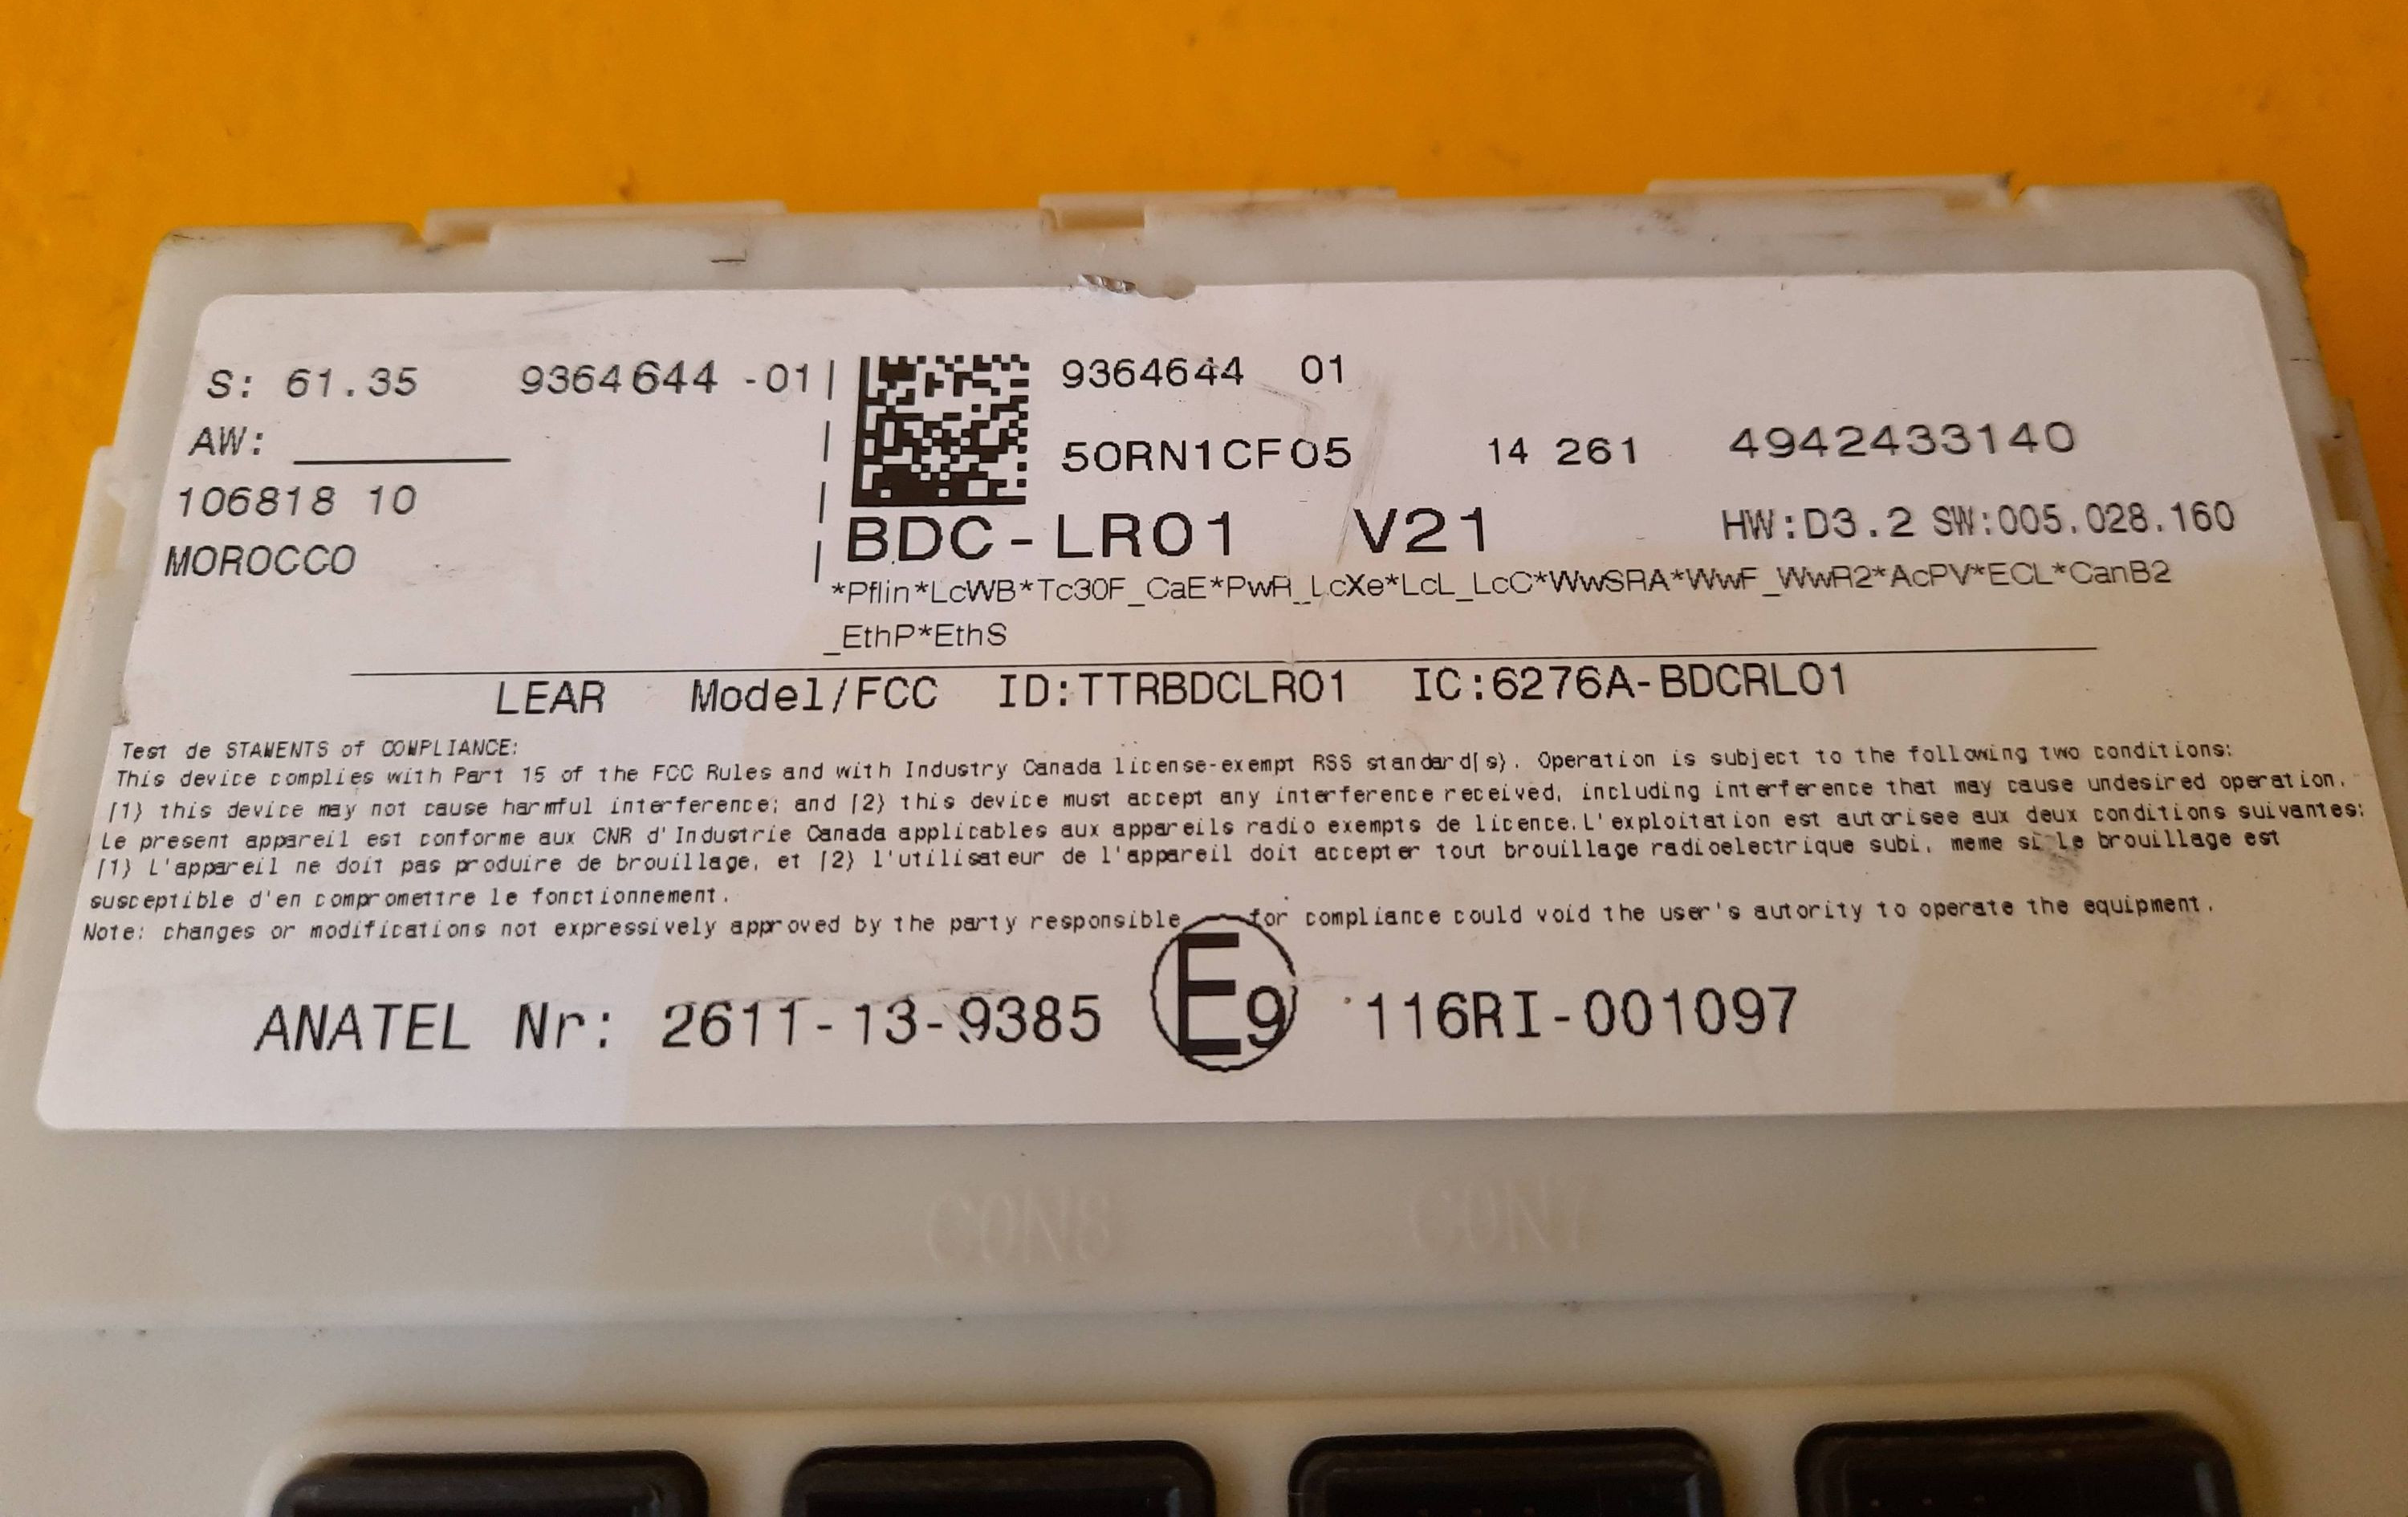 S: 61.35 9364644 -01
AW:
106818 10
MOROCCO
9364644 01
50RN1CF05 14 261 4942433140
BDC-LR01 V21 HW:D3.2 SW:005.028.160
*Pflin*LcWB*Tc30F_CaE*PwR_LcXe*LcL_LcC*WwSRA*WwF_WwR2*AcPV*ECL*CanB2
_EthP*EthS
LEAR Model/FCC ID:TTRBDCLR01 IC:6276A-BDCRL01
Test de STAMENTS of COMPLIANCE:
This device complies with Part 15 of the FCC Rules and with Industry Canada license-exempt RSS standard(s). Operation is subject to the following two conditions:
(1) this device may not cause harmful interference; and (2) this device must accept any interference received, including interference that may cause undesired operation.
Le present appareil est conforme aux CNR d'Industrie Canada applicables aux appareils radio exempts de licence.L'exploitation est autorisee aux deux conditions suivantes:
(1) L'appareil ne doit pas produire de brouillage, et (2) l'utilisateur de l'appareil doit accepter tout brouillage radioelectrique subi, meme si le brouillage est
susceptible d'en compromettre le fonctionnement.
Note: changes or modifications not expressively approved by the party responsible for compliance could void the user's autority to operate the equipment.
ANATEL Nr: 2611-13-9385 E9 116RI-001097
CON8 CON7